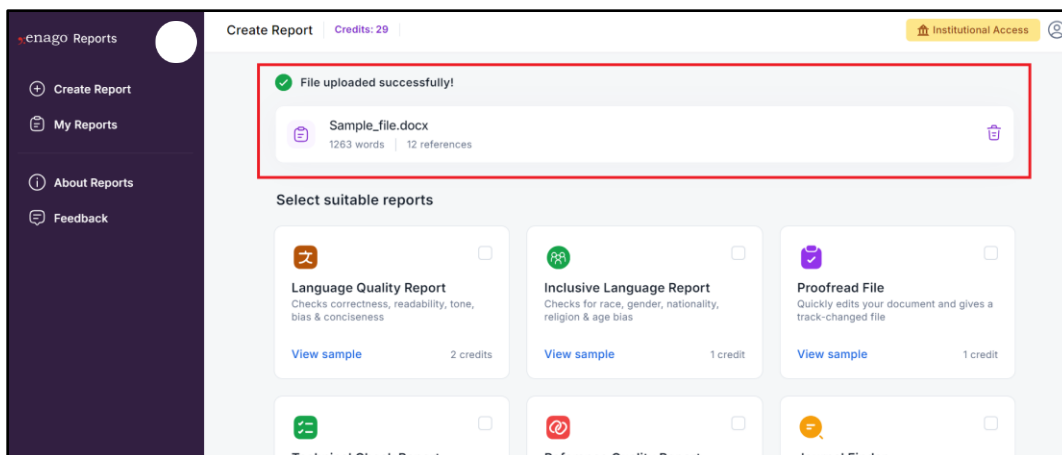 enago Reports
Create Report
My Reports
About Reports
Feedback
Create Report
Credits: 29
Institutional Access
File uploaded successfully!
Sample_file.docx
1263 words | 12 references
Select suitable reports
文
Language Quality Report
Checks correctness, readability, tone,
bias & conciseness
View sample
2 credits
Inclusive Language Report
Checks for race, gender, nationality,
religion & age bias
View sample
1 credit
Proofread File
Quickly edits your document and gives a
track-changed file
View sample
1 credit